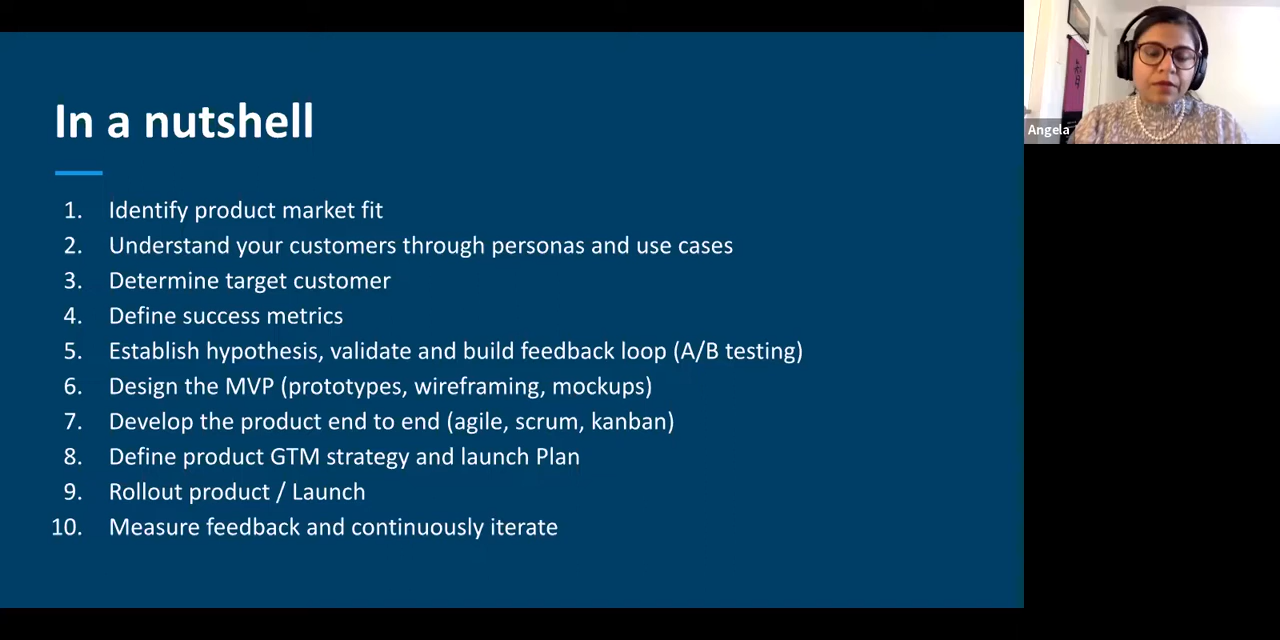 In a nutshell
1. Identify product market fit
2. Understand your customers through personas and use cases
3. Determine target customer
4. Define success metrics
5. Establish hypothesis, validate and build feedback loop (A/B testing)
6. Design the MVP (prototypes, wireframing, mockups)
7. Develop the product end to end (agile, scrum, kanban)
8. Define product GTM strategy and launch Plan
9. Rollout product / Launch
10. Measure feedback and continuously iterate
Angela